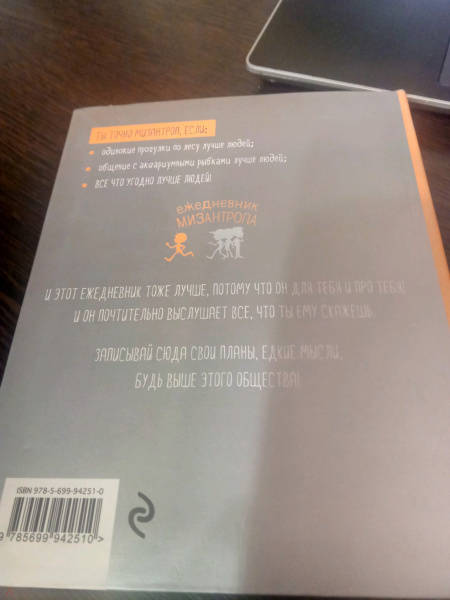 ТЫ ТОЧНО МИЗАНТРОП, ЕСЛИ:
одинокие прогулки по лесу лучше людей;
общение с аквариумными рыбками лучше людей;
ВСЕ ЧТО УГОДНО ЛУЧШЕ ЛЮДЕЙ!
ежедневник
МИЗАНТРОПА
И ЭТОТ ЕЖЕДНЕВНИК ТОЖЕ ЛУЧШЕ, ПОТОМУ ЧТО ОН ДЛЯ ТЕБЯ И ПРО ТЕБЯ!
И ОН ПОЧТИТЕЛЬНО ВЫСЛУШАЕТ ВСЕ, ЧТО ТЫ ЕМУ СКАЖЕШЬ.
ЗАПИСЫВАЙ СЮДА СВОИ ПЛАНЫ, ЕДКИЕ МЫСЛИ.
БУДЬ ВЫШЕ ЭТОГО ОБЩЕСТВА!
ISBN 978-5-699-94251-0
9 785699 942510>